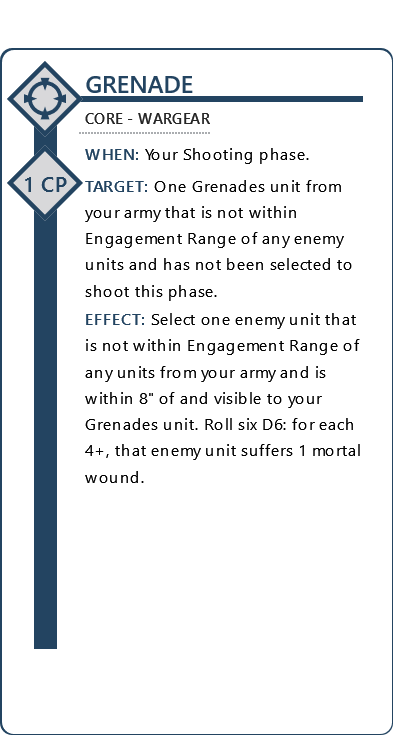 GRENADE
CORE - WARGEAR
WHEN: Your Shooting phase.
1 CP
TARGET: One Grenades unit from
your army that is not within
Engagement Range of any enemy
units and has not been selected to
shoot this phase.
EFFECT: Select one enemy unit that
is not within Engagement Range of
any units from your army and is
within 8" of and visible to your
Grenades unit. Roll six D6: for each
4+, that enemy unit suffers 1 mortal
wound.